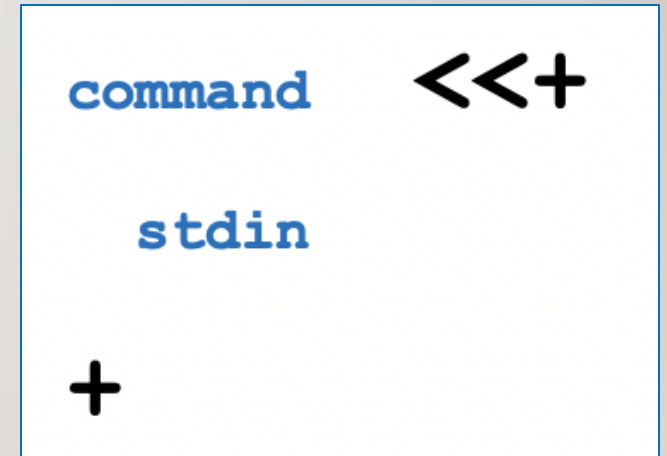 command <<+
stdin
+